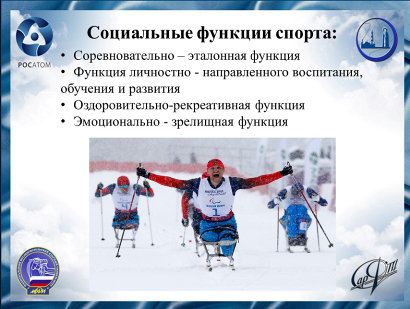 Социальные функции спорта:
• Соревновательно – эталонная функция
• Функция личностно - направленного воспитания,
обучения и развития
• Оздоровительно-рекреативная функция
• Эмоционально - зрелищная функция
РОСАТОМ
1